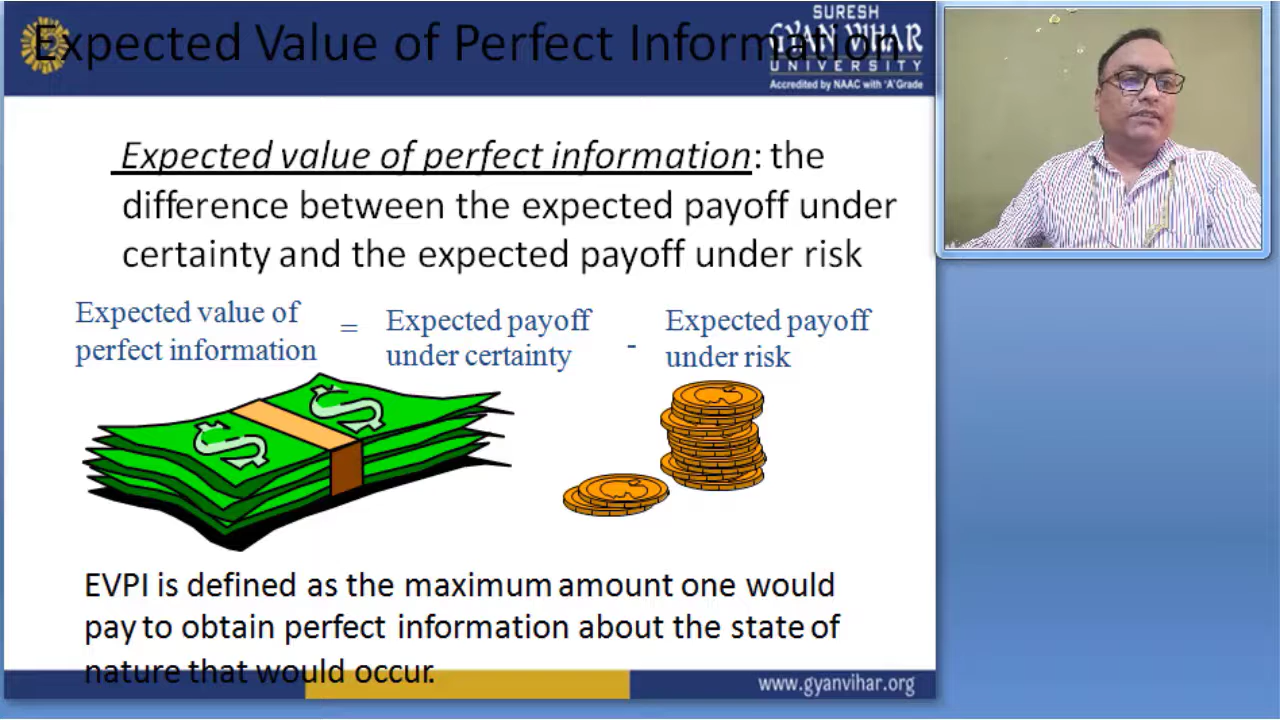 Expected Value of Perfect Information
SURESH
GYAN VIHAR
UNIVERSITY
Accredited by NAAC with 'A' Grade
Expected value of perfect information: the
difference between the expected payoff under
certainty and the expected payoff under risk
Expected value of
perfect information
=
Expected payoff
under certainty
-
Expected payoff
under risk
$ $
EVPI is defined as the maximum amount one would
pay to obtain perfect information about the state of
nature that would occur.
www.gyanvihar.org